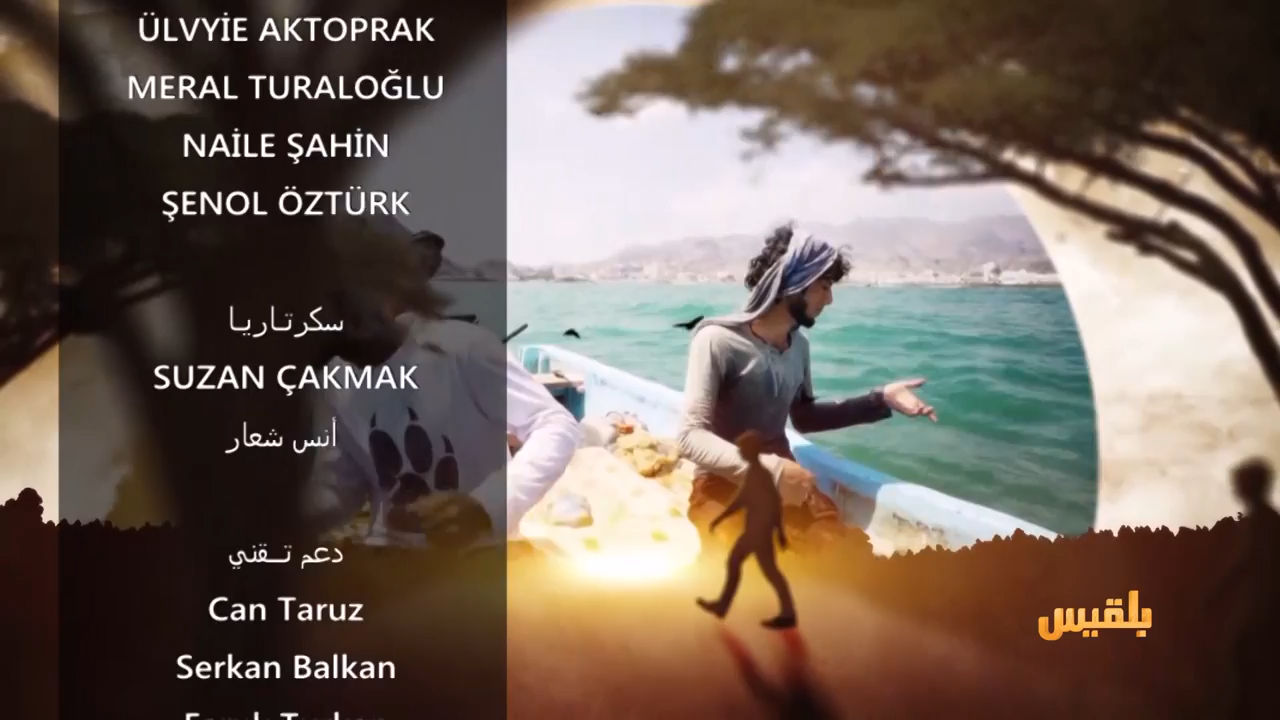 ÜLVYİE AKTOPRAK
MERAL TURALOĞLU
NAİLE ŞAHİN
ŞENOL ÖZTÜRK
سكرتاريا
SUZAN ÇAKMAK
أنس شعار
دعم تـقني
Can Taruz
Serkan Balkan
بلقيس